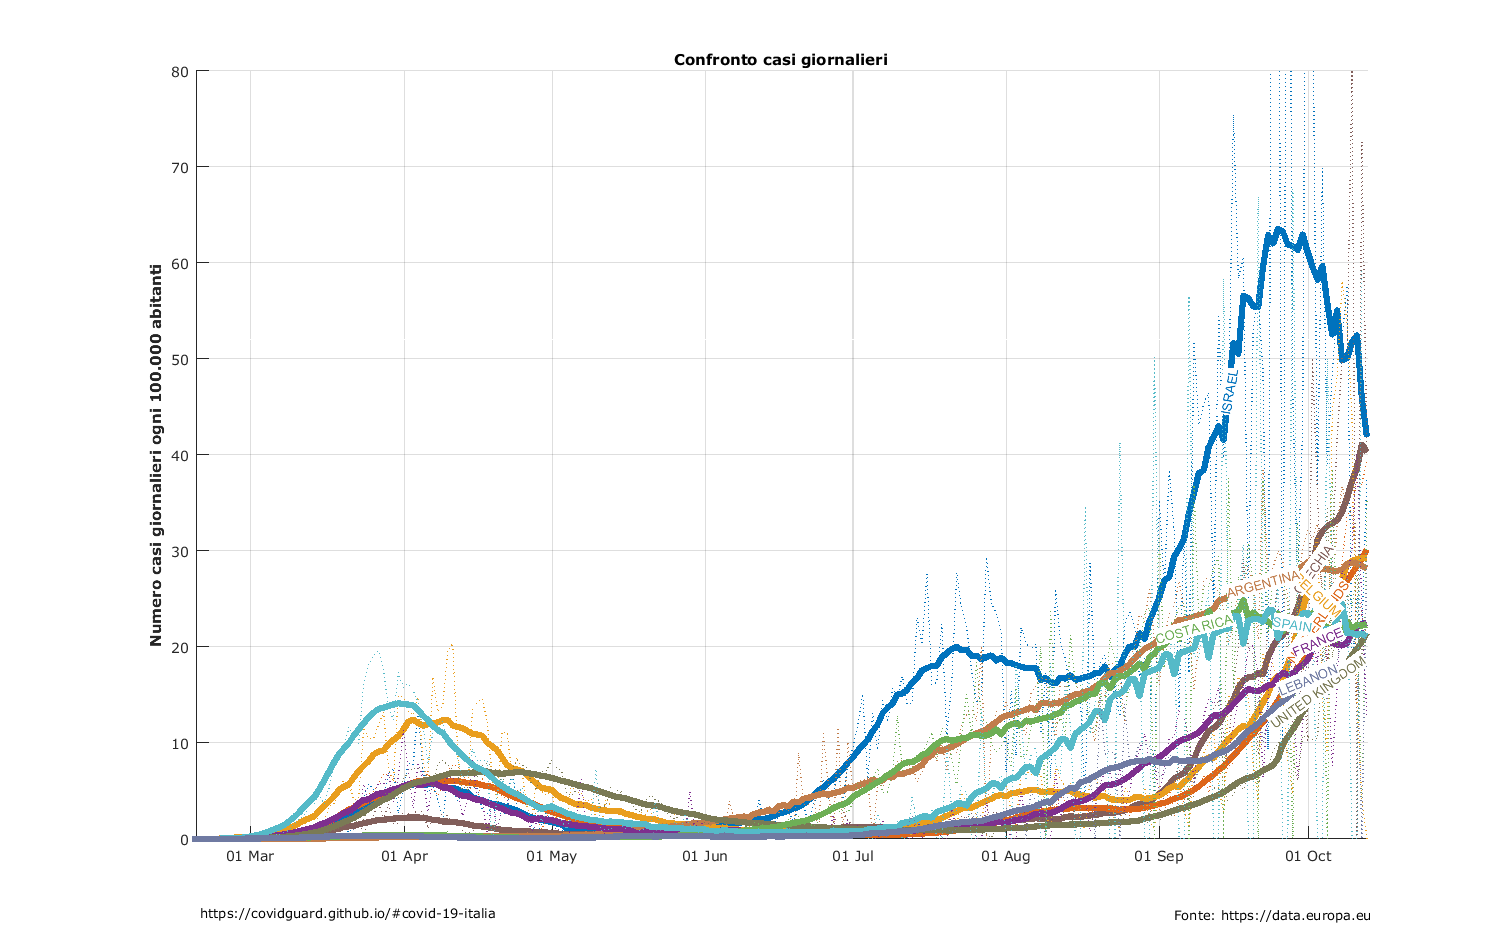 Confronto casi giornalieri
Numero casi giornalieri ogni 100.000 abitanti
80
70
60
50
40
30
20
10
0
ISRAEL
ARGENTINA
COSTA RICA
SPAIN
FRANCE
LEBANON
UNITED KINGDOM
01 Mar
01 Apr
01 May
01 Jun
01 Jul
01 Aug
01 Sep
01 Oct
https://covidguard.github.io/#covid-19-italia
Fonte: https://data.europa.eu